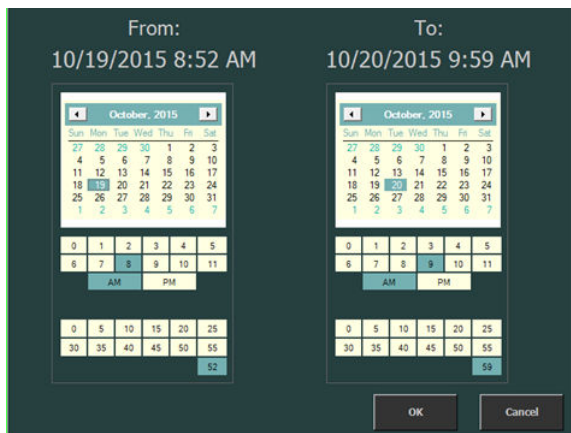 From:
10/19/2015 8:52 AM
October, 2015
Sun Mon Tue Wed Thu Fri Sat
27 28 29 30 1 2 3
4 5 6 7 8 9 10
11 12 13 14 15 16 17
18 19 20 21 22 23 24
25 26 27 28 29 30 31
1 2 3 4 5 6 7
0 1 2 3 4 5
6 7 8 9 10 11
AM PM
0 5 10 15 20 25
30 35 40 45 50 55
52
To:
10/20/2015 9:59 AM
October, 2015
Sun Mon Tue Wed Thu Fri Sat
27 28 29 30 1 2 3
4 5 6 7 8 9 10
11 12 13 14 15 16 17
18 19 20 21 22 23 24
25 26 27 28 29 30 31
1 2 3 4 5 6 7
0 1 2 3 4 5
6 7 8 9 10 11
AM PM
0 5 10 15 20 25
30 35 40 45 50 55
59
OK Cancel